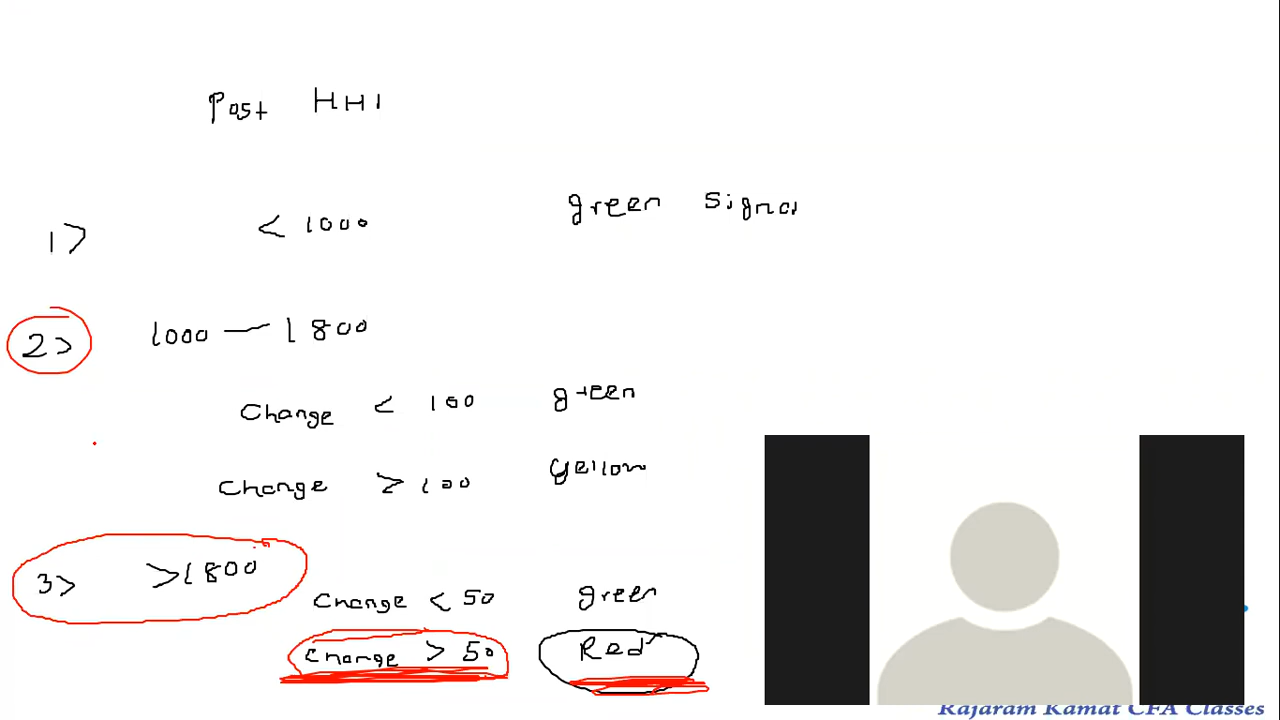 Post HHI
1> < 1000 green signal
2> 1000 — 1800
change < 100 green
change > 100 yellow
3> > 1800
change < 50 green
change > 50 Red
Rajaram Kamat CFA Classes